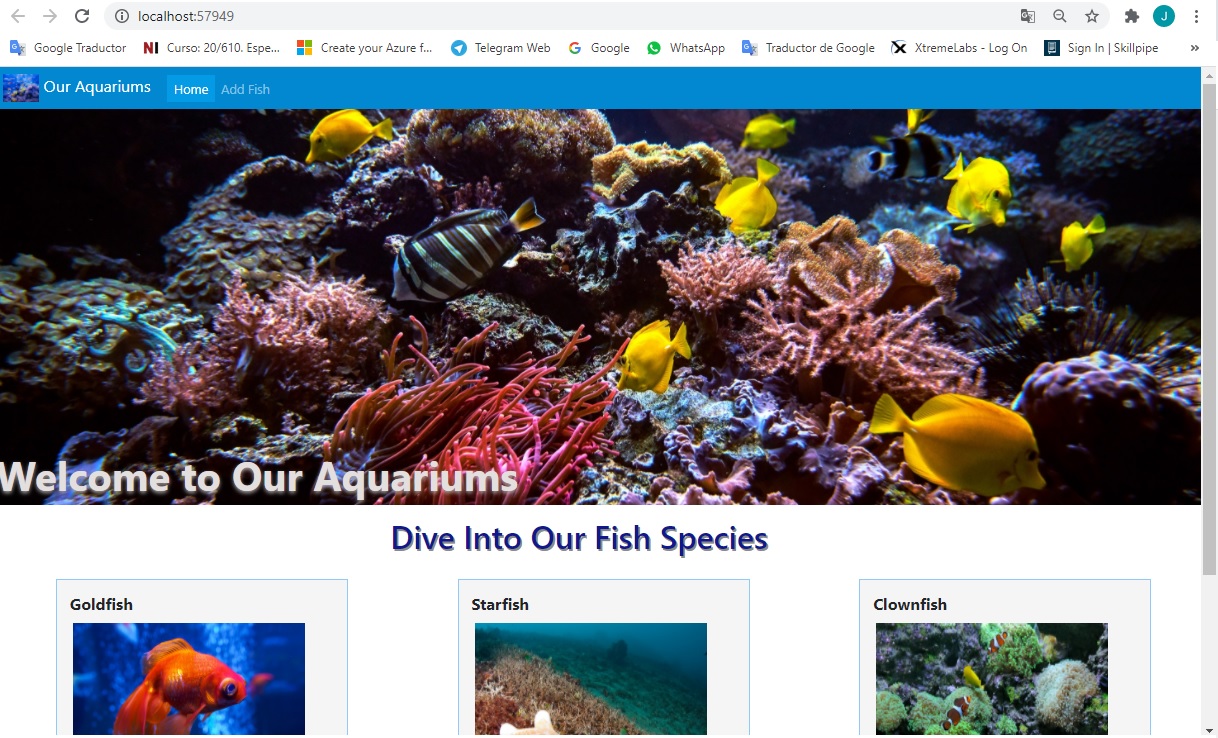 localhost:57949
J
Google Traductor
NI Curso: 20/610. Espe...
Create your Azure f...
Telegram Web
G Google
WhatsApp
Traductor de Google
XtremeLabs - Log On
Sign In | Skillpipe
»
Our Aquariums
Home
Add Fish
Welcome to Our Aquariums
Dive Into Our Fish Species
Goldfish
Starfish
Clownfish